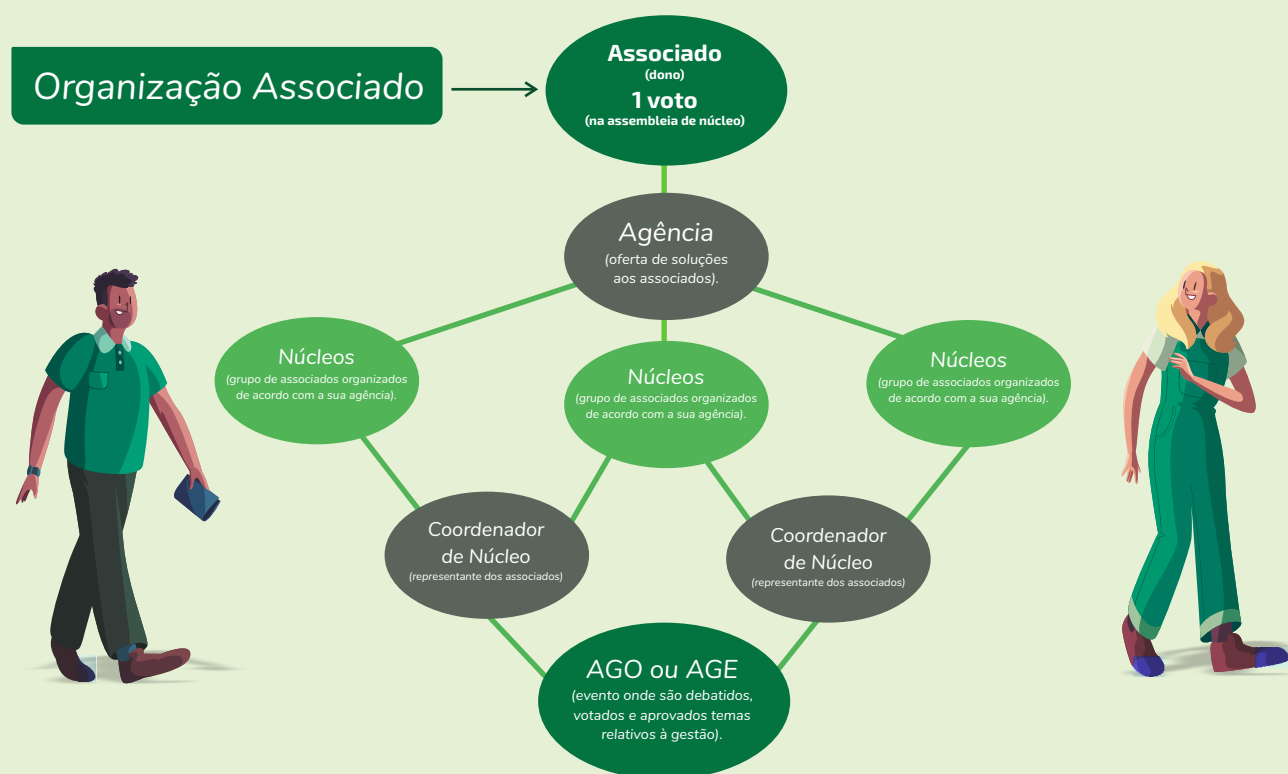 Organização Associado
Associado
(dono)
1 voto
(na assembleia de núcleo)
Agência
(oferta de soluções
aos associados).
Núcleos
(grupo de associados organizados
de acordo com a sua agência).
Núcleos
(grupo de associados organizados
de acordo com a sua agência).
Núcleos
(grupo de associados organizados
de acordo com a sua agência).
Coordenador
de Núcleo
(representante dos associados)
Coordenador
de Núcleo
(representante dos associados)
AGO ou AGE
(evento onde são debatidos,
votados e aprovados temas
relativos à gestão).